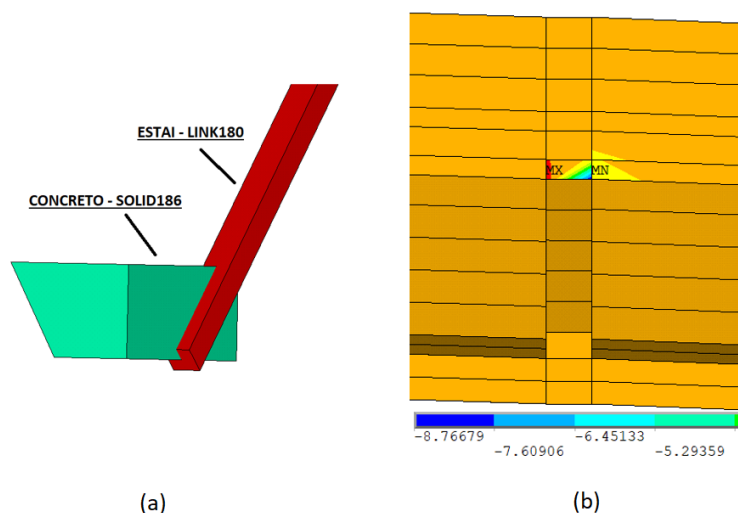 ESTAI - LINK180
CONCRETO - SOLID186
MX MN
-8.76679 -6.45133
-7.60906 -5.29359
(a) (b)